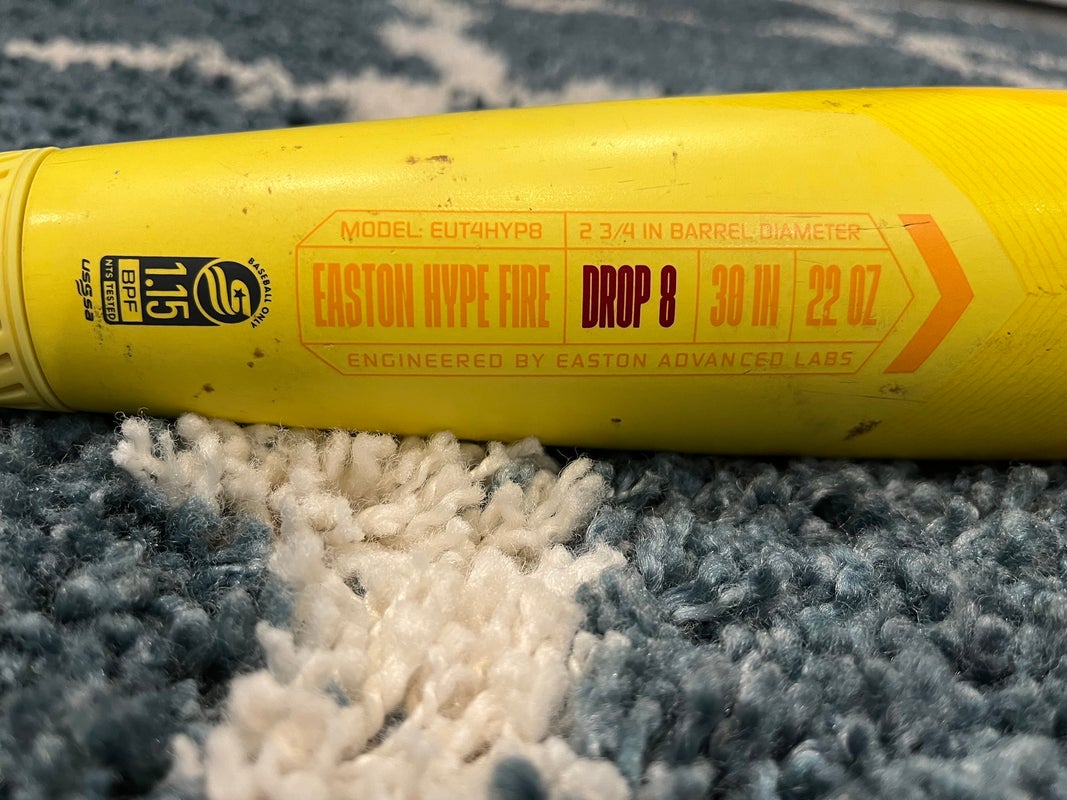 MODEL: EUT4HYP8
2 3/4 IN BARREL DIAMETER
EASTON HYPE FIRE
DROP 8
30 IN
22 OZ
ENGINEERED BY EASTON ADVANCED LABS
BASEBALL ONLY
1.15
BPF
NTS TESTED
USSSA